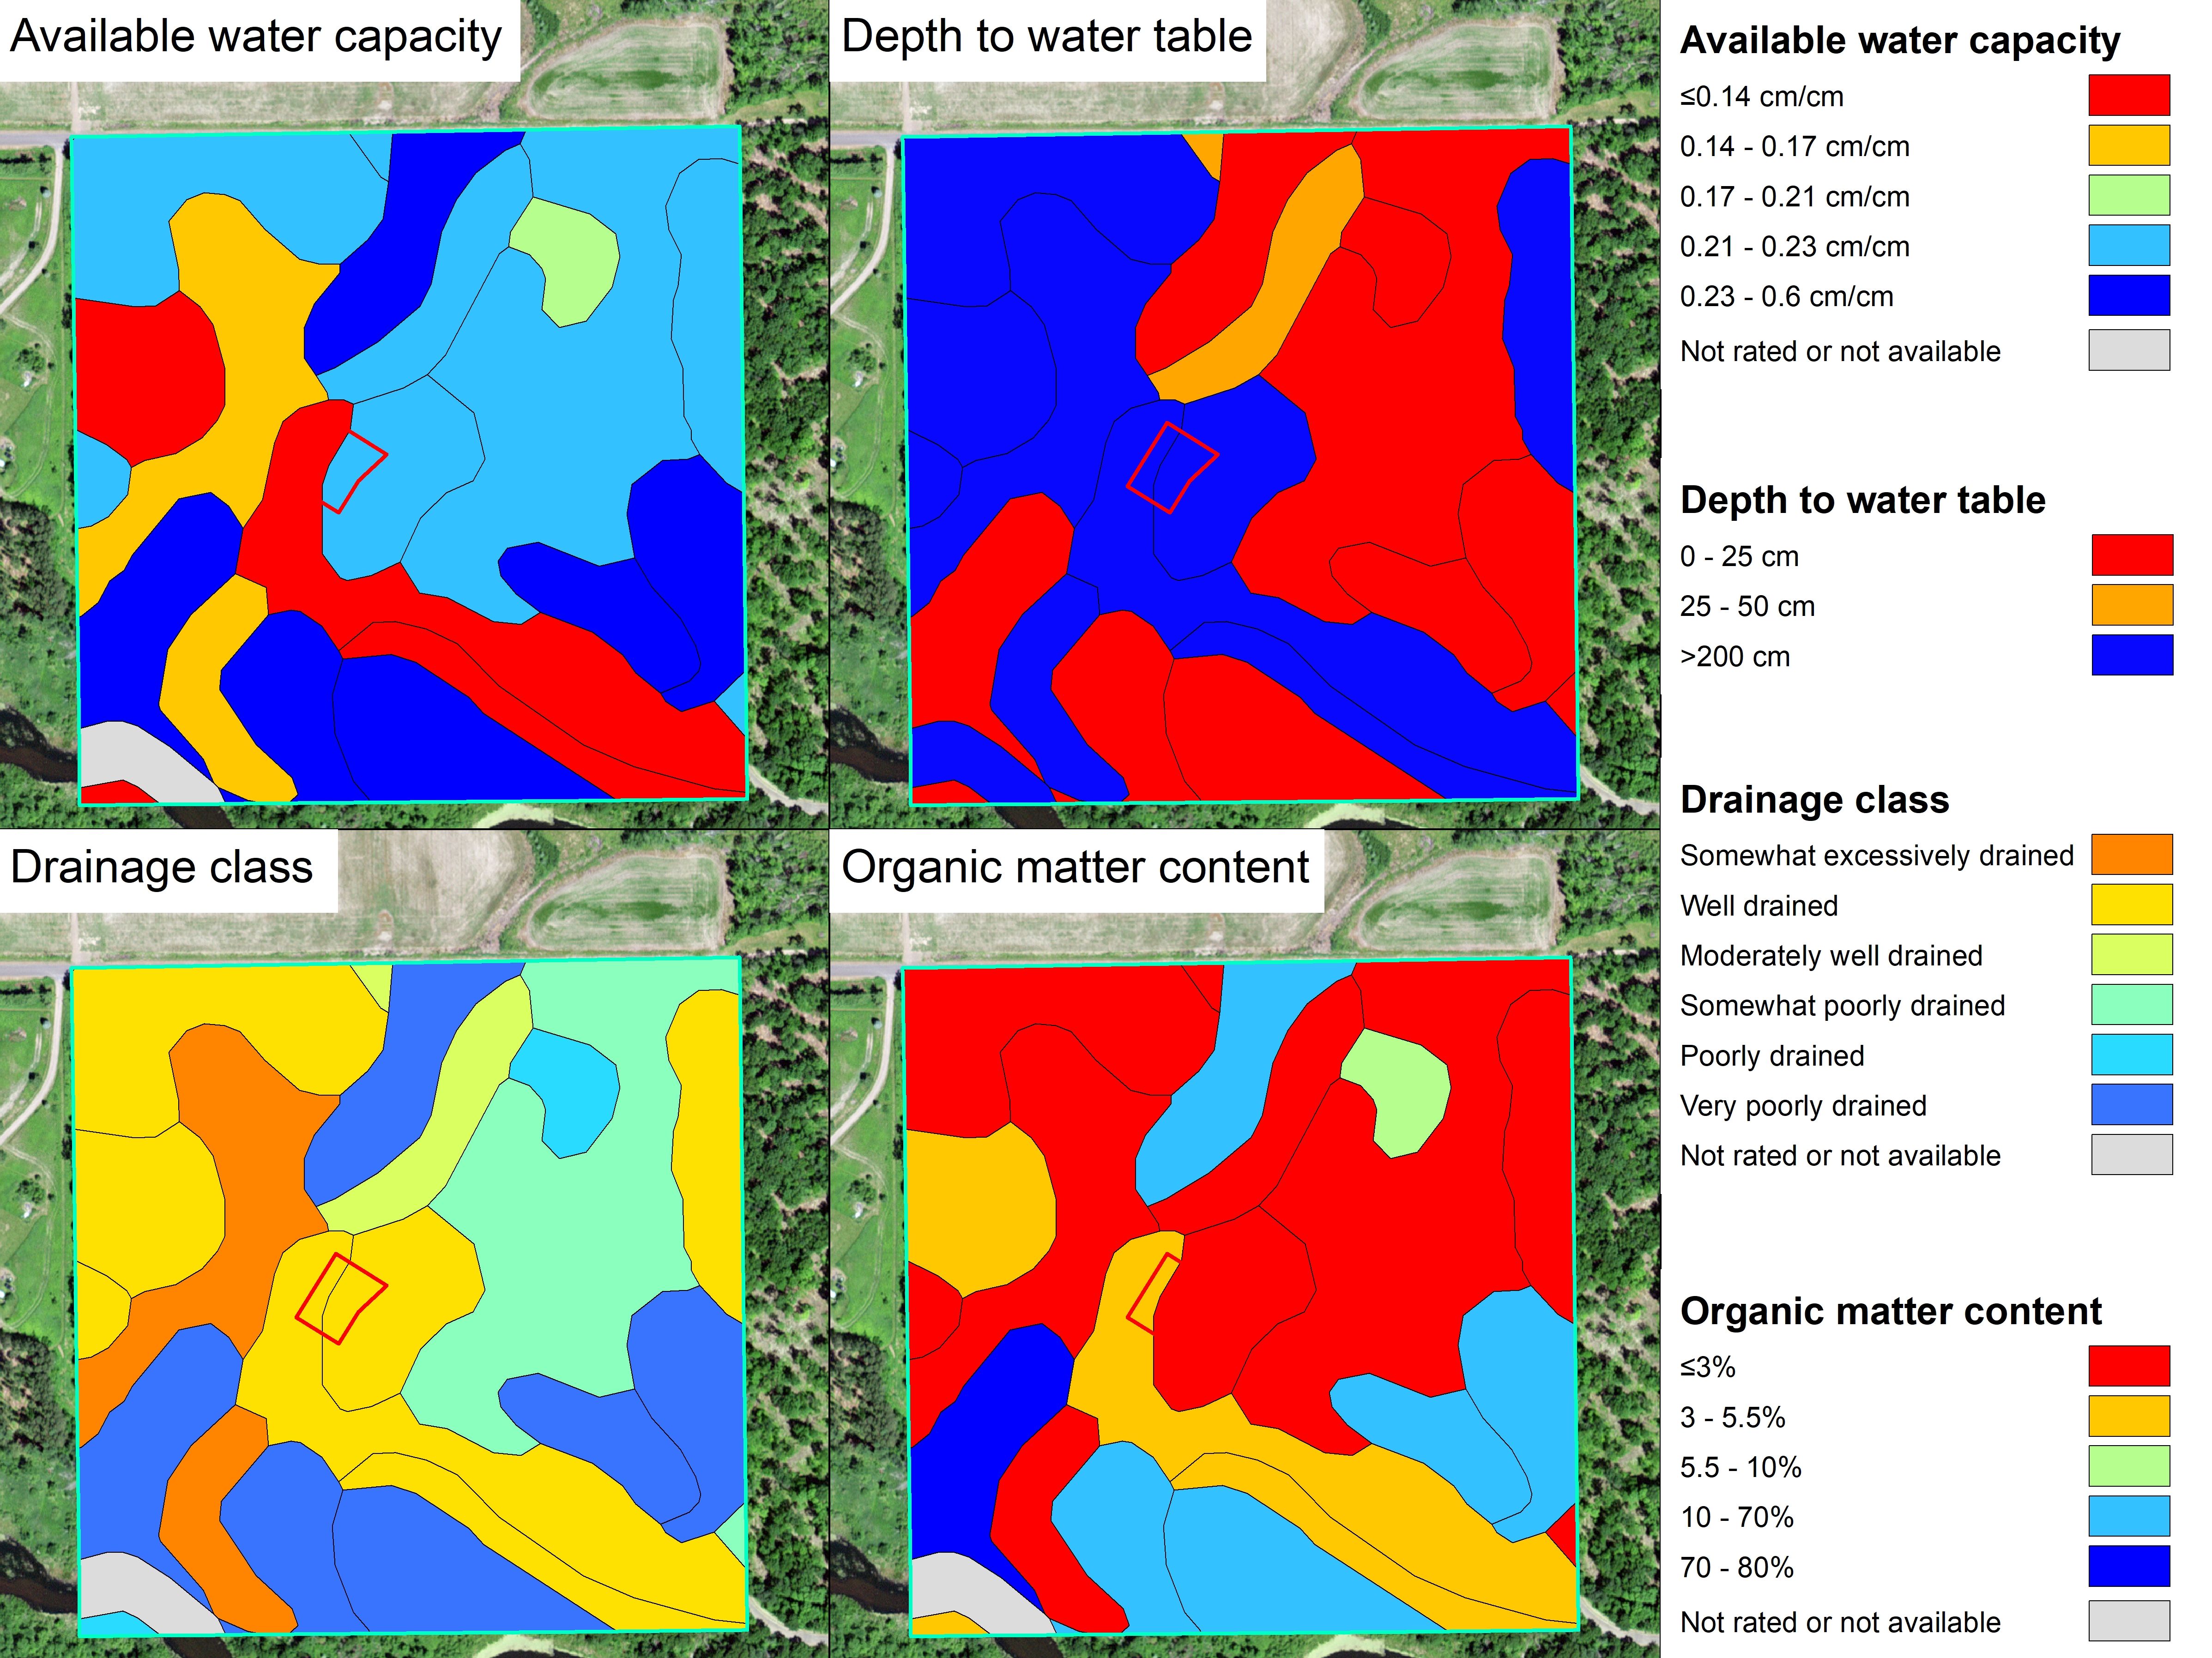 Available water capacity
Depth to water table
Drainage class
Organic matter content
Available water capacity
≤0.14 cm/cm
0.14 - 0.17 cm/cm
0.17 - 0.21 cm/cm
0.21 - 0.23 cm/cm
0.23 - 0.6 cm/cm
Not rated or not available
Depth to water table
0 - 25 cm
25 - 50 cm
>200 cm
Drainage class
Somewhat excessively drained
Well drained
Moderately well drained
Somewhat poorly drained
Poorly drained
Very poorly drained
Not rated or not available
Organic matter content
≤3%
3 - 5.5%
5.5 - 10%
10 - 70%
70 - 80%
Not rated or not available